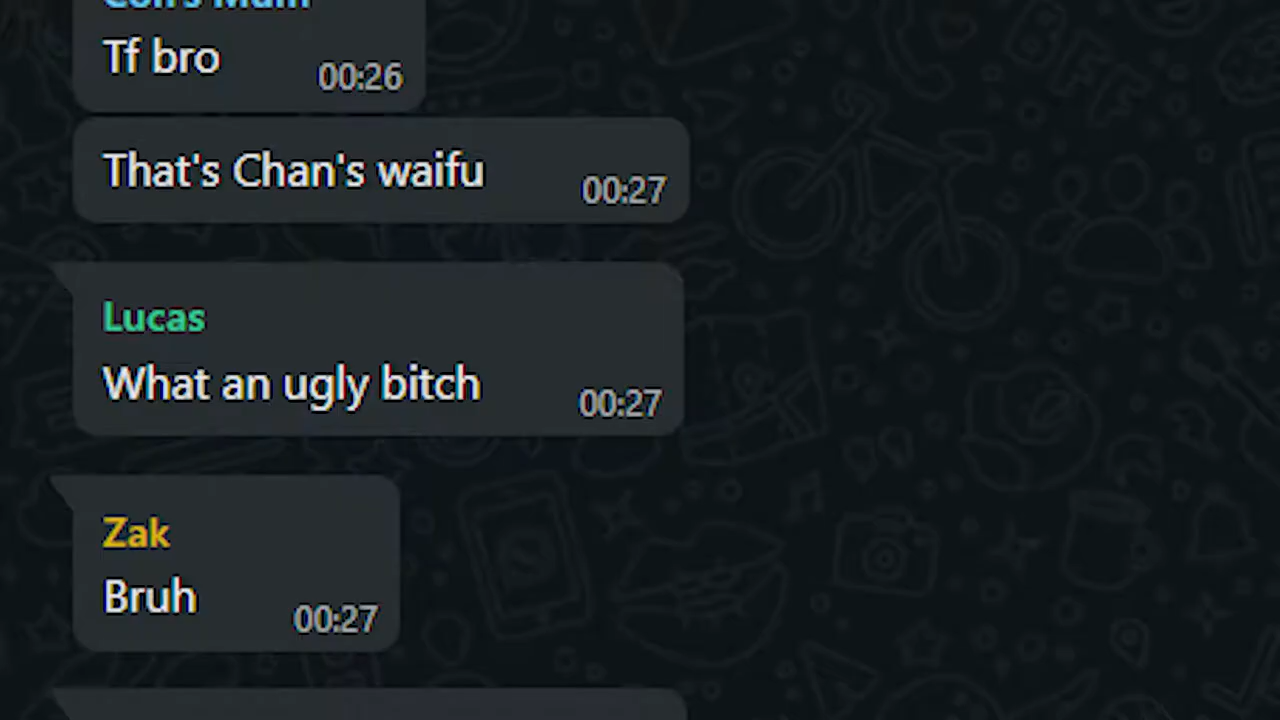 Tf bro
00:26
That's Chan's waifu
00:27
Lucas
What an ugly bitch
00:27
Zak
Bruh
00:27